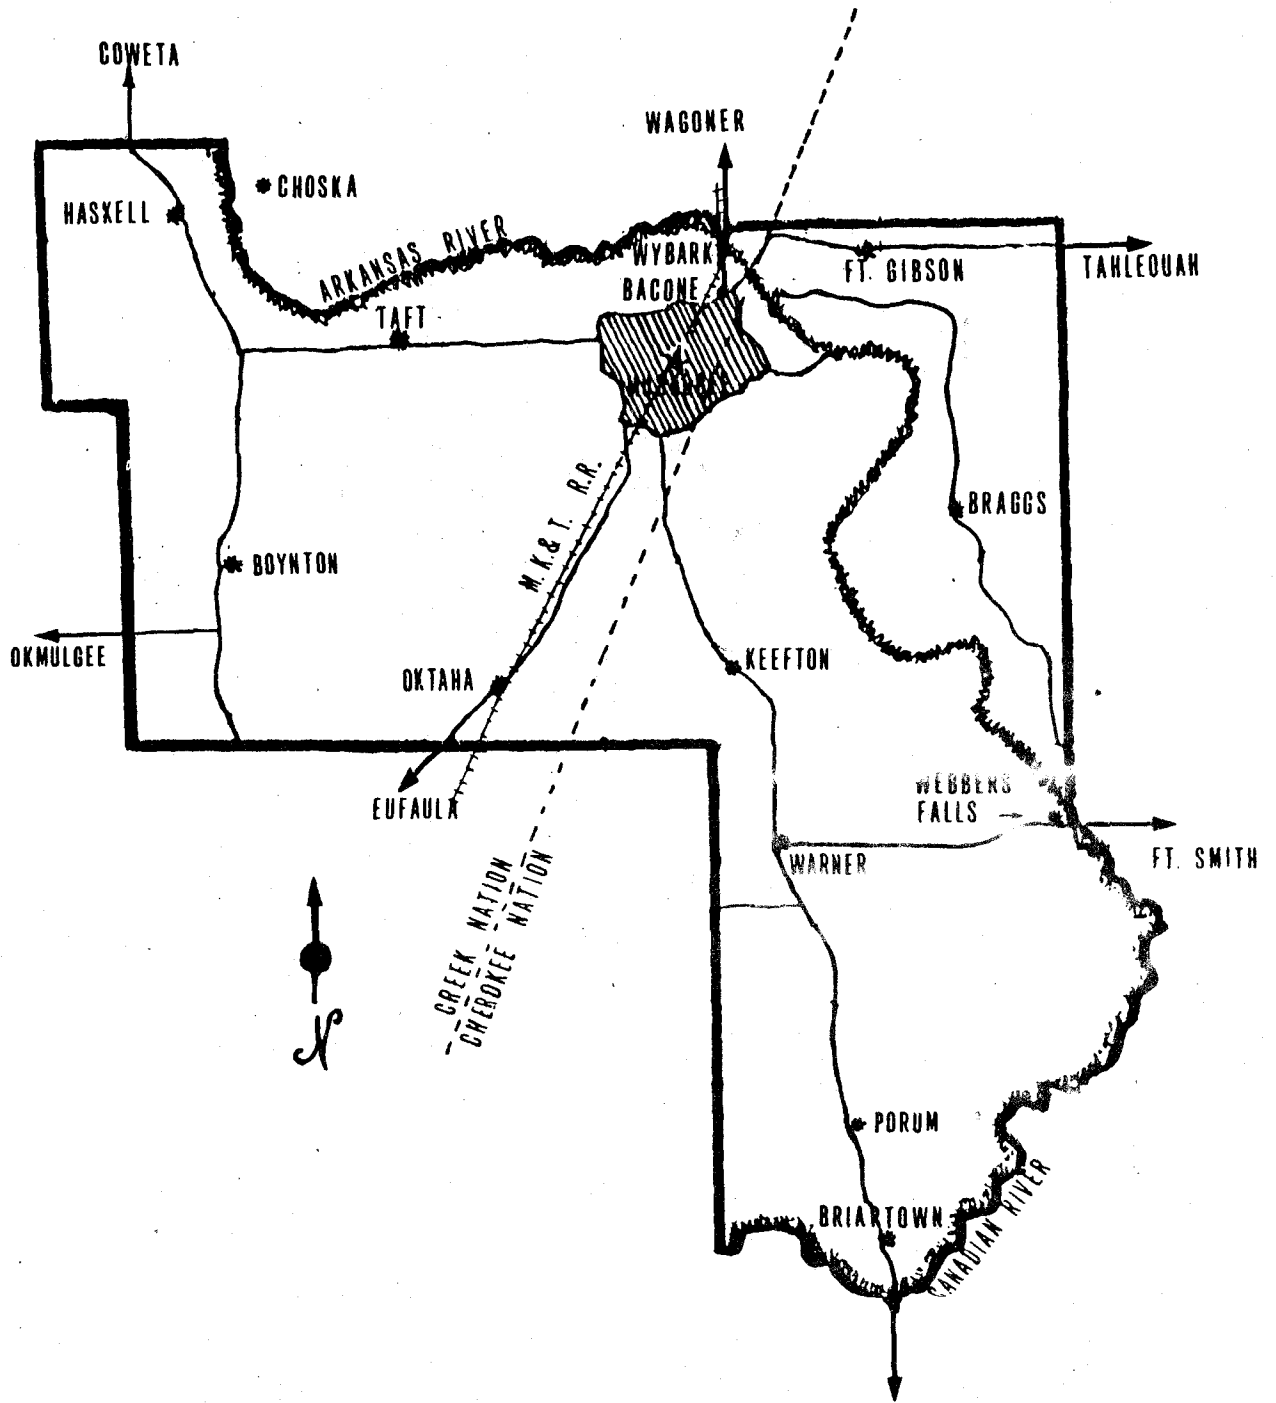 COWETA
WAGONER
CHOSKA
HASKELL
ARKANSAS RIVER
WYBARK
FT. GIBSON
TAHLEQUAH
BACONE
TAFT
BRAGGS
M.K.& T. R.R.
BOYNTON
OKMULGEE
KEEFTON
OKTAHA
WEBBERS
FALLS
EUFAULA
FT. SMITH
WARNER
CREEK NATION
CHEROKEE NATION
N
PORUM
BRIARTOWN
CANADIAN RIVER